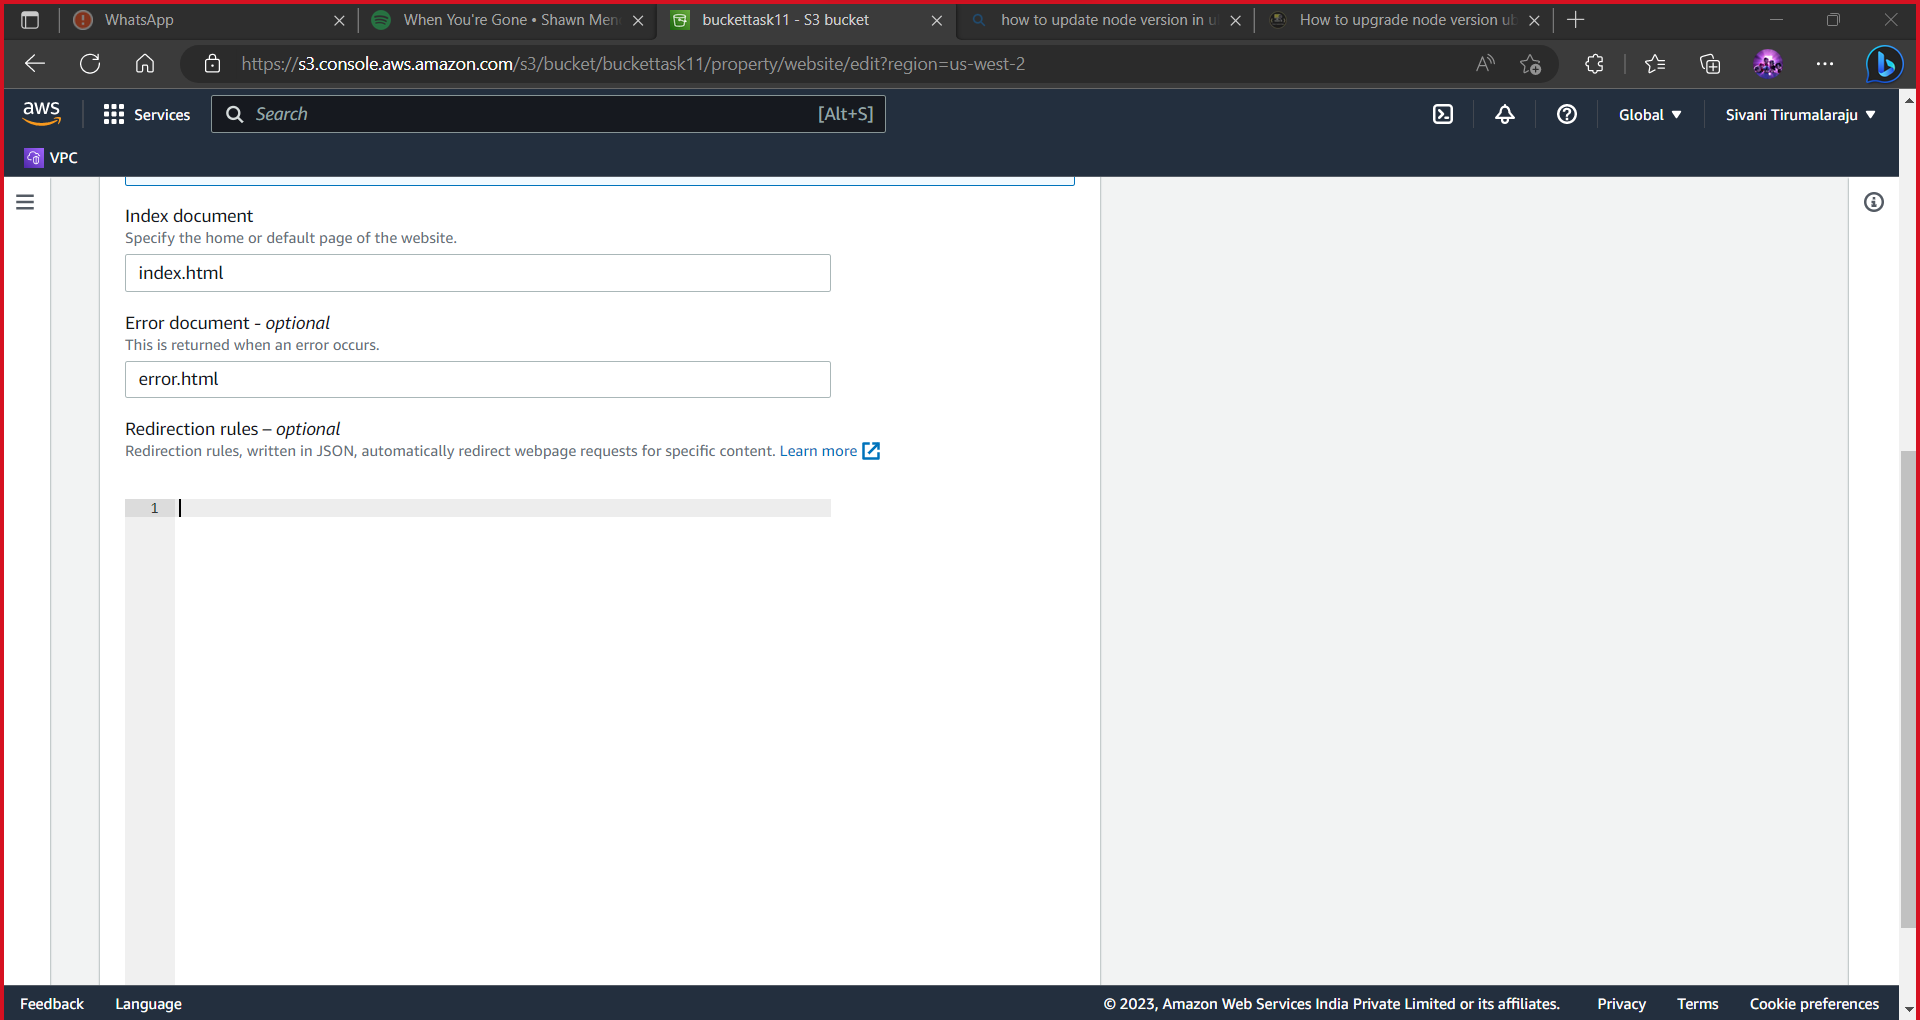 WhatsApp
When You're Gone • Shawn Men
buckettask11 - S3 bucket
how to update node version in u
How to upgrade node version ub
https://s3.console.aws.amazon.com/s3/bucket/buckettask11/property/website/edit?region=us-west-2
aws
Services
Search
[Alt+S]
Global
Sivani Tirumalaraju
VPC
Index document
Specify the home or default page of the website.
index.html
Error document - optional
This is returned when an error occurs.
error.html
Redirection rules – optional
Redirection rules, written in JSON, automatically redirect webpage requests for specific content. Learn more
1
Feedback
Language
© 2023, Amazon Web Services India Private Limited or its affiliates.
Privacy
Terms
Cookie preferences